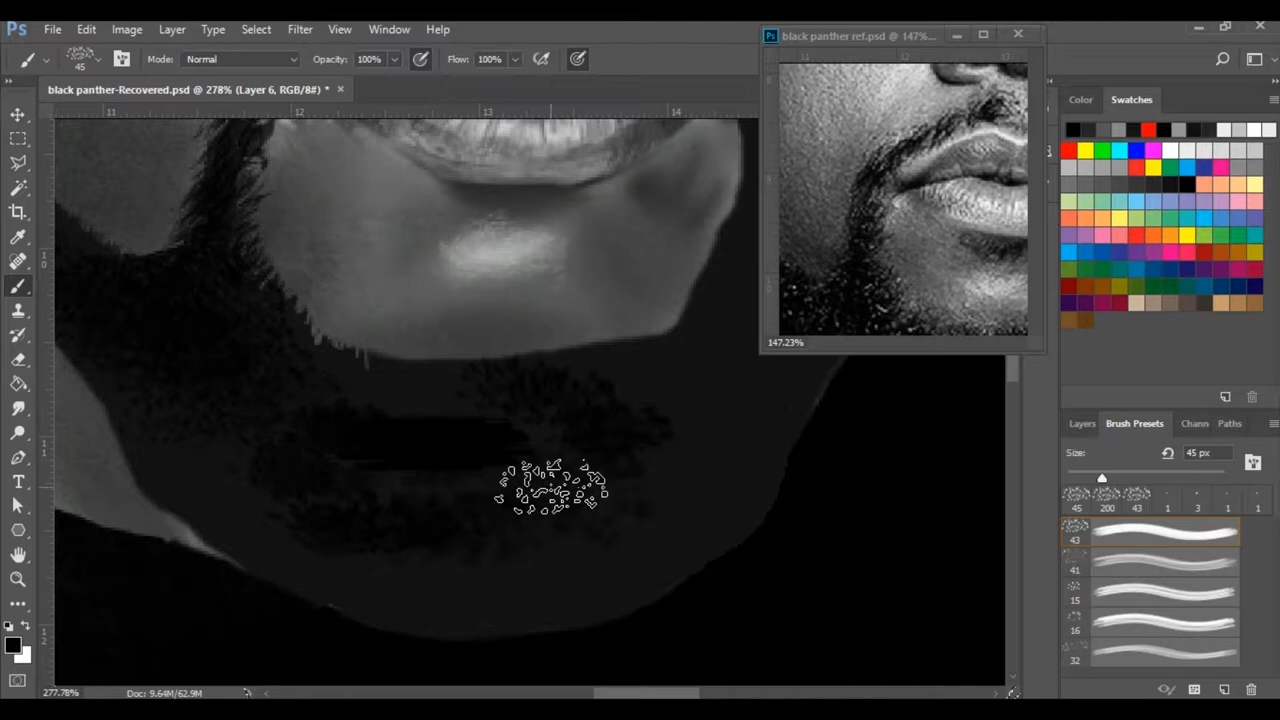 Ps File Edit Image Layer Type Select Filter View Window Help
black panther ref.psd @ 147%...
45 Mode: Normal Opacity: 100% Flow: 100%
black panther-Recovered.psd @ 278% (Layer 6, RGB/8#) *
Color Swatches
11 12 13 14
11 12 13
147.23%
Layers Brush Presets Chann Paths
Size: 45 px
45 200 43 1 3 1 1
43
41
15
16
32
277.78% Doc: 9.64M/62.9M